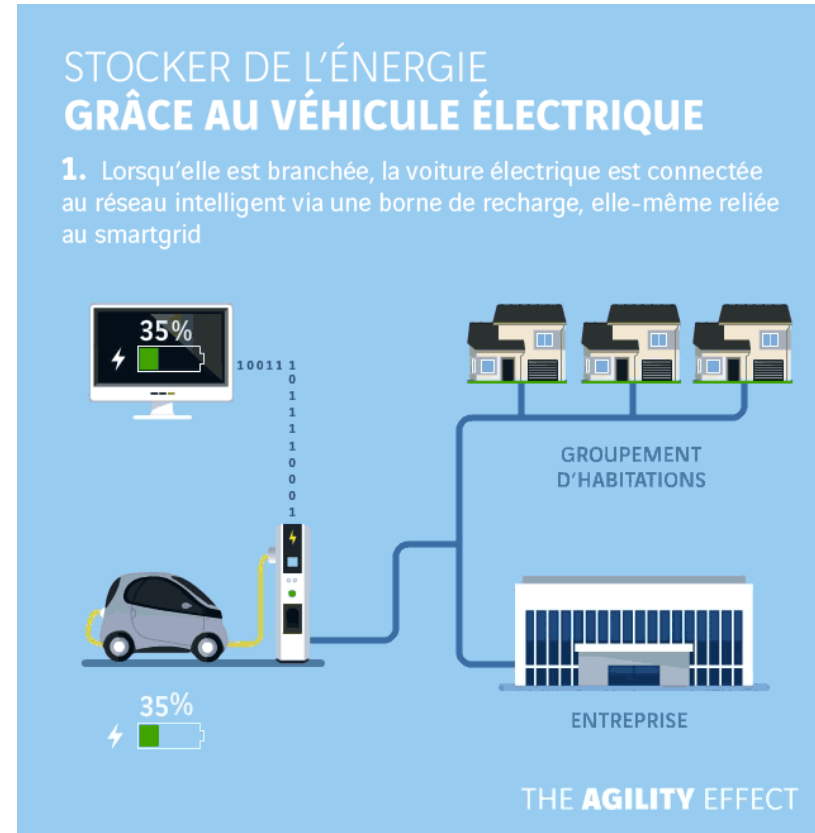 STOCKER DE L'ÉNERGIE
GRÂCE AU VÉHICULE ÉLECTRIQUE
1. Lorsqu'elle est branchée, la voiture électrique est connectée
au réseau intelligent via une borne de recharge, elle-même reliée
au smartgrid
35%
10011 1
0
1
1
1
1
0
0
0
1
GROUPEMENT
D'HABITATIONS
35%
ENTREPRISE
THE AGILITY EFFECT